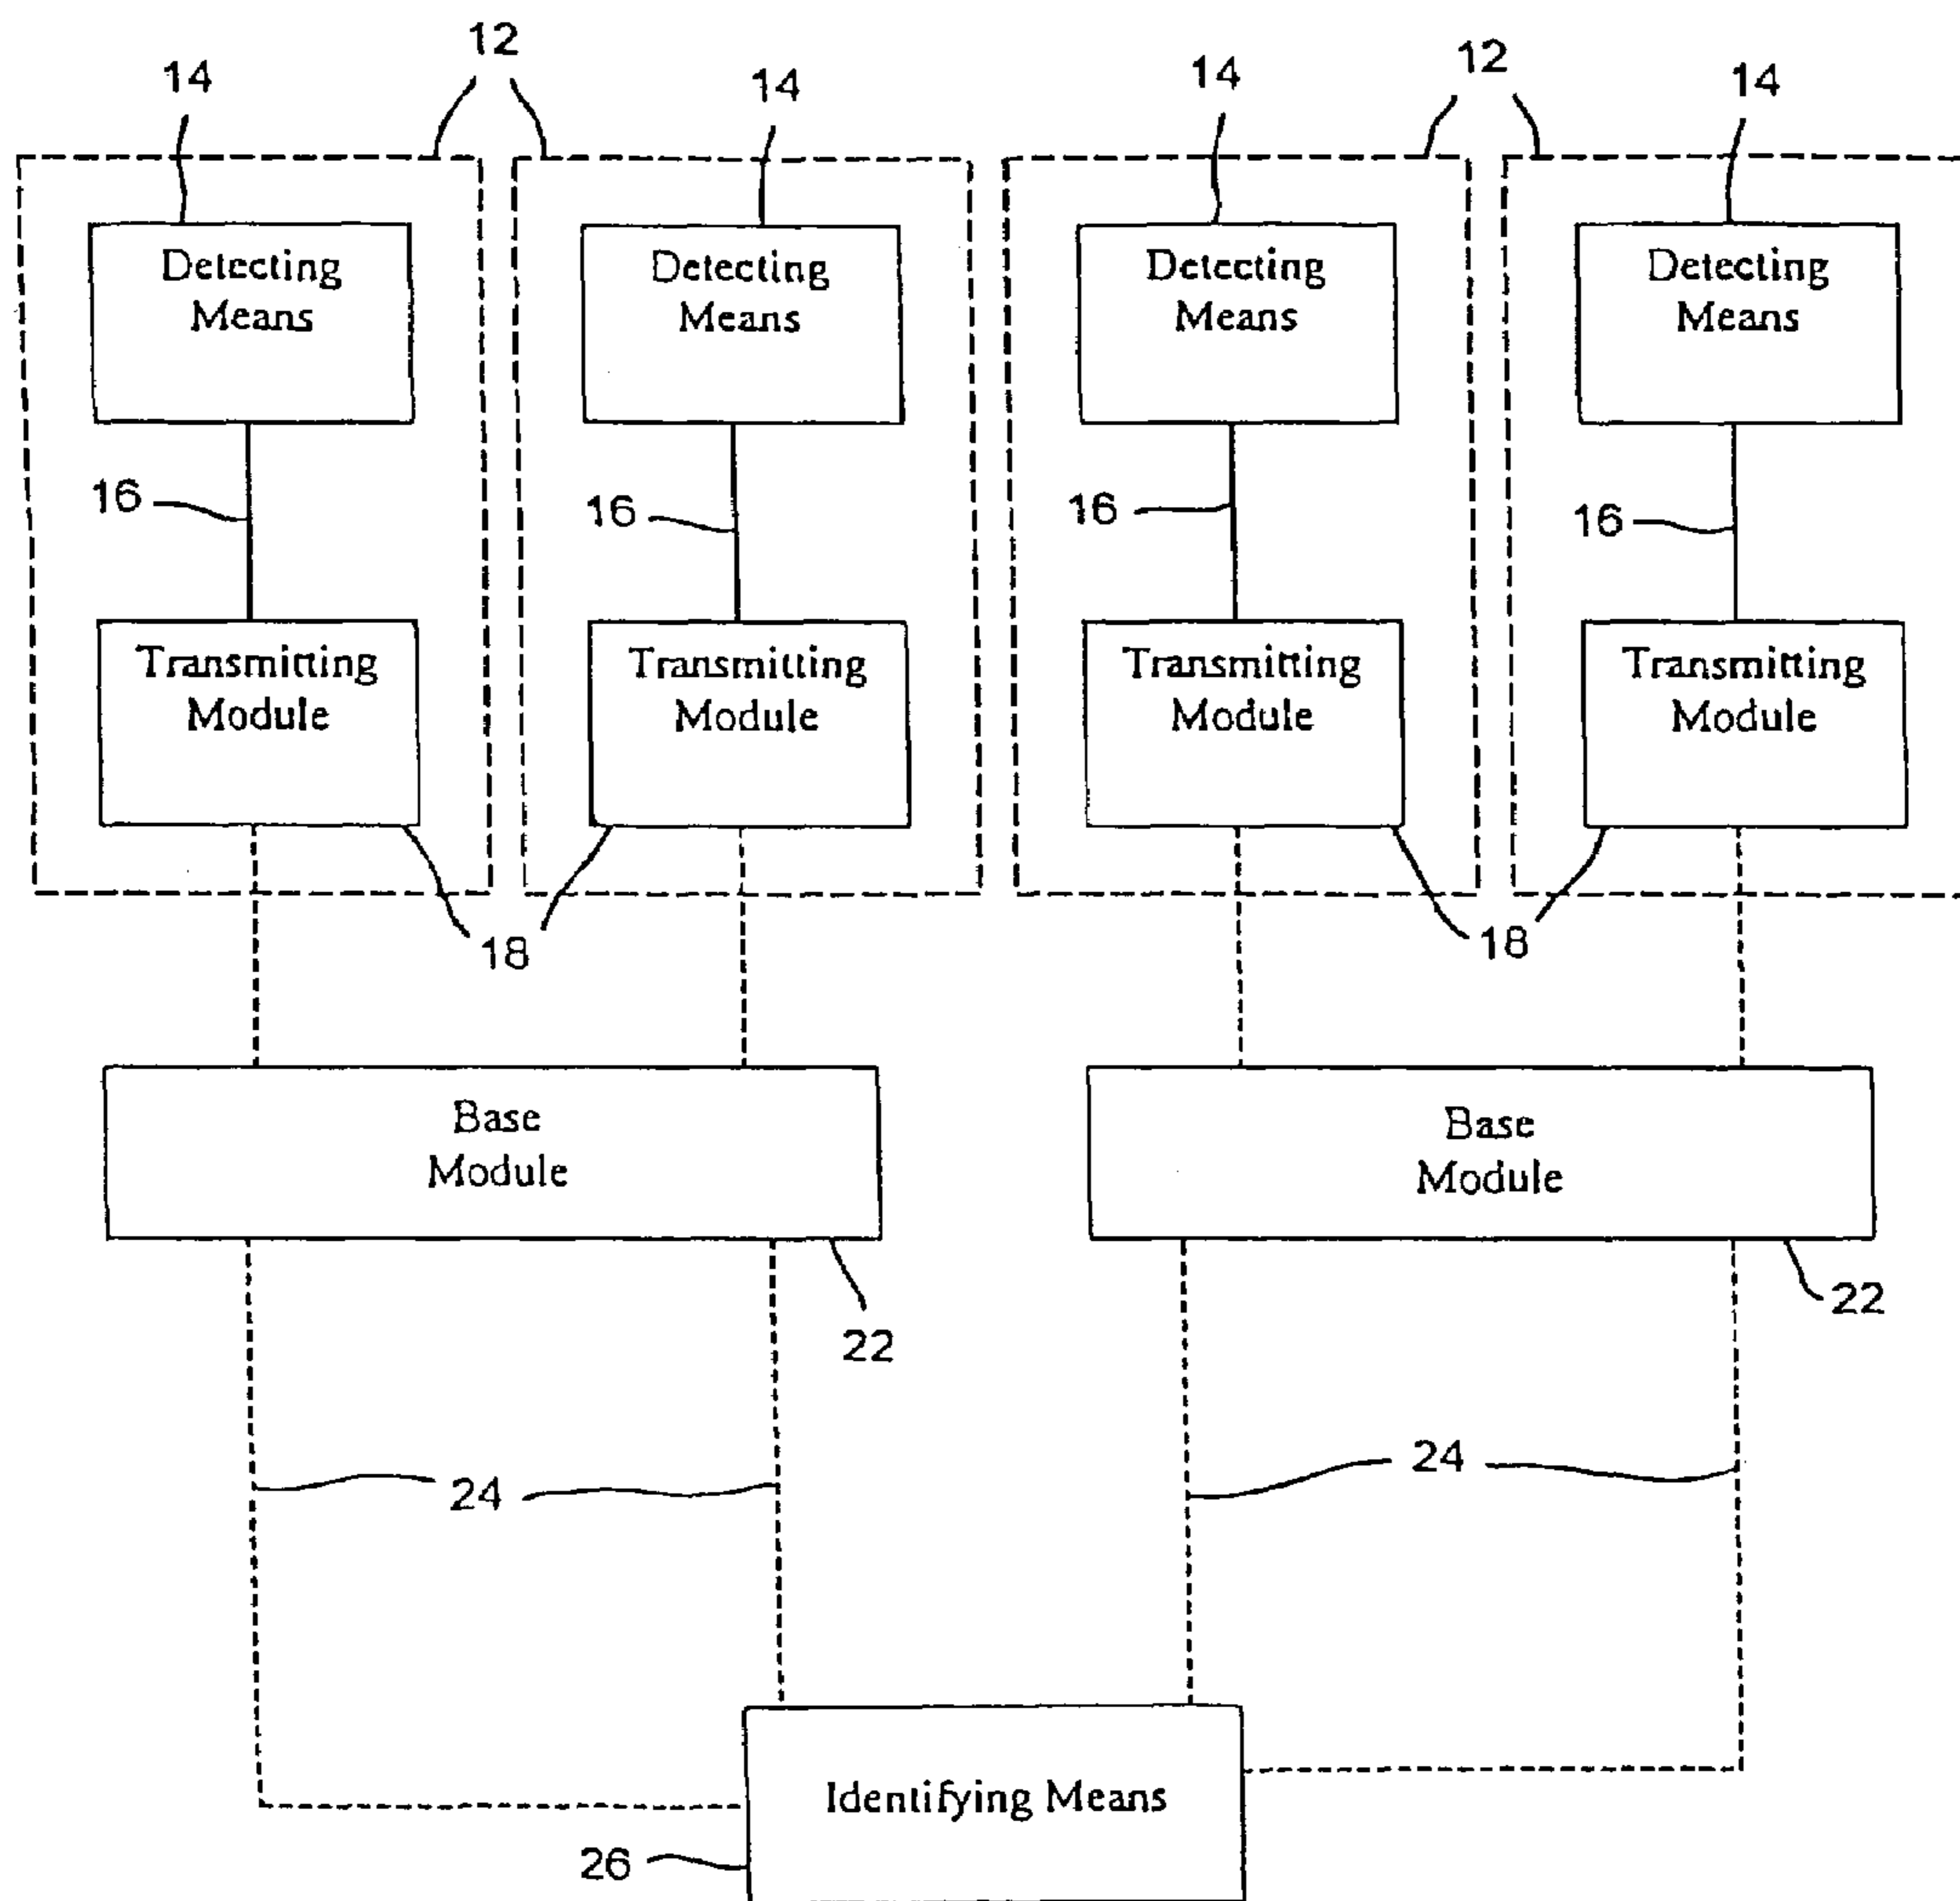 12
12
14
14
14
14
Detecting
Means
Detecting
Means
Detecting
Means
Detecting
Means
16
16
16
16
Transmitting
Module
Transmitting
Module
Transmitting
Module
Transmitting
Module
18
18
Base
Module
Base
Module
22
22
24
24
Identifying Means
26